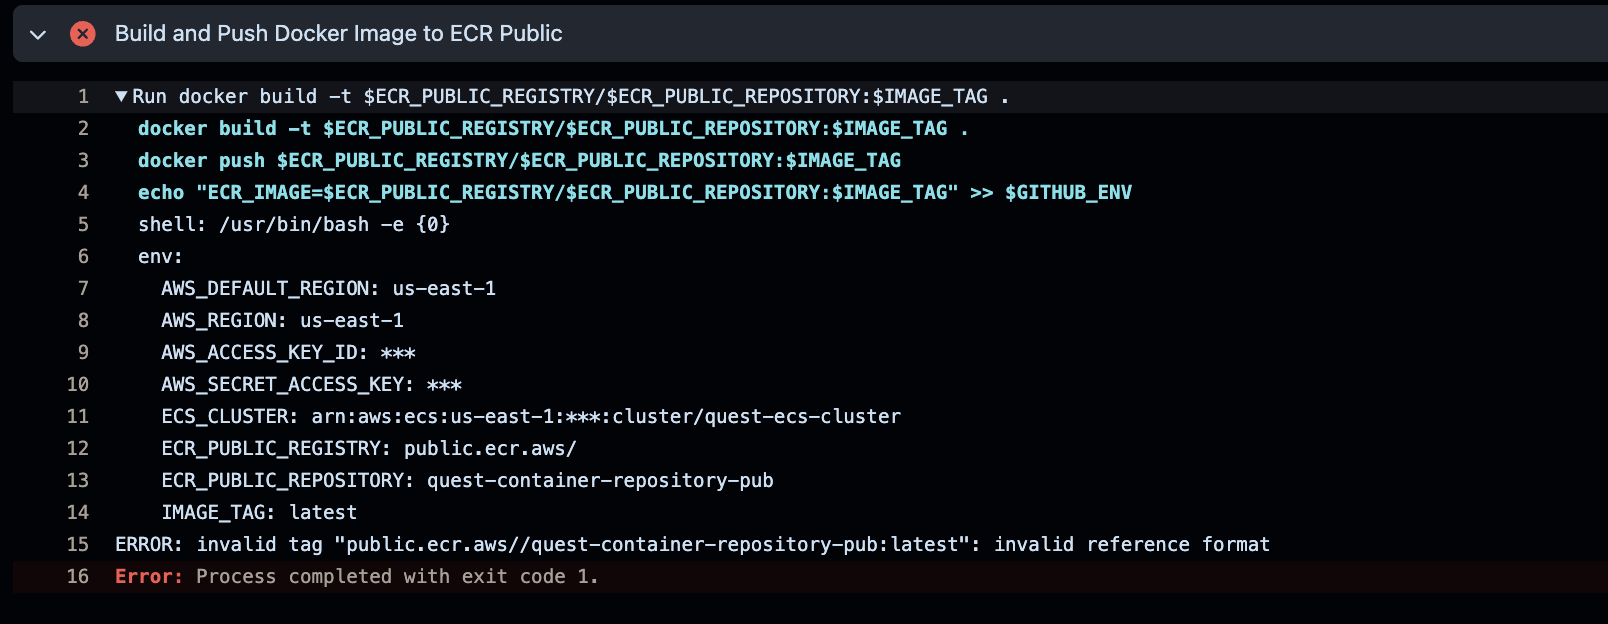 Build and Push Docker Image to ECR Public
1 ▼Run docker build -t $ECR_PUBLIC_REGISTRY/$ECR_PUBLIC_REPOSITORY:$IMAGE_TAG .
2 docker build -t $ECR_PUBLIC_REGISTRY/$ECR_PUBLIC_REPOSITORY:$IMAGE_TAG .
3 docker push $ECR_PUBLIC_REGISTRY/$ECR_PUBLIC_REPOSITORY:$IMAGE_TAG
4 echo "ECR_IMAGE=$ECR_PUBLIC_REGISTRY/$ECR_PUBLIC_REPOSITORY:$IMAGE_TAG" >> $GITHUB_ENV
5 shell: /usr/bin/bash -e {0}
6 env:
7 AWS_DEFAULT_REGION: us-east-1
8 AWS_REGION: us-east-1
9 AWS_ACCESS_KEY_ID: ***
10 AWS_SECRET_ACCESS_KEY: ***
11 ECS_CLUSTER: arn:aws:ecs:us-east-1:***:cluster/quest-ecs-cluster
12 ECR_PUBLIC_REGISTRY: public.ecr.aws/
13 ECR_PUBLIC_REPOSITORY: quest-container-repository-pub
14 IMAGE_TAG: latest
15 ERROR: invalid tag "public.ecr.aws//quest-container-repository-pub:latest": invalid reference format
16 Error: Process completed with exit code 1.